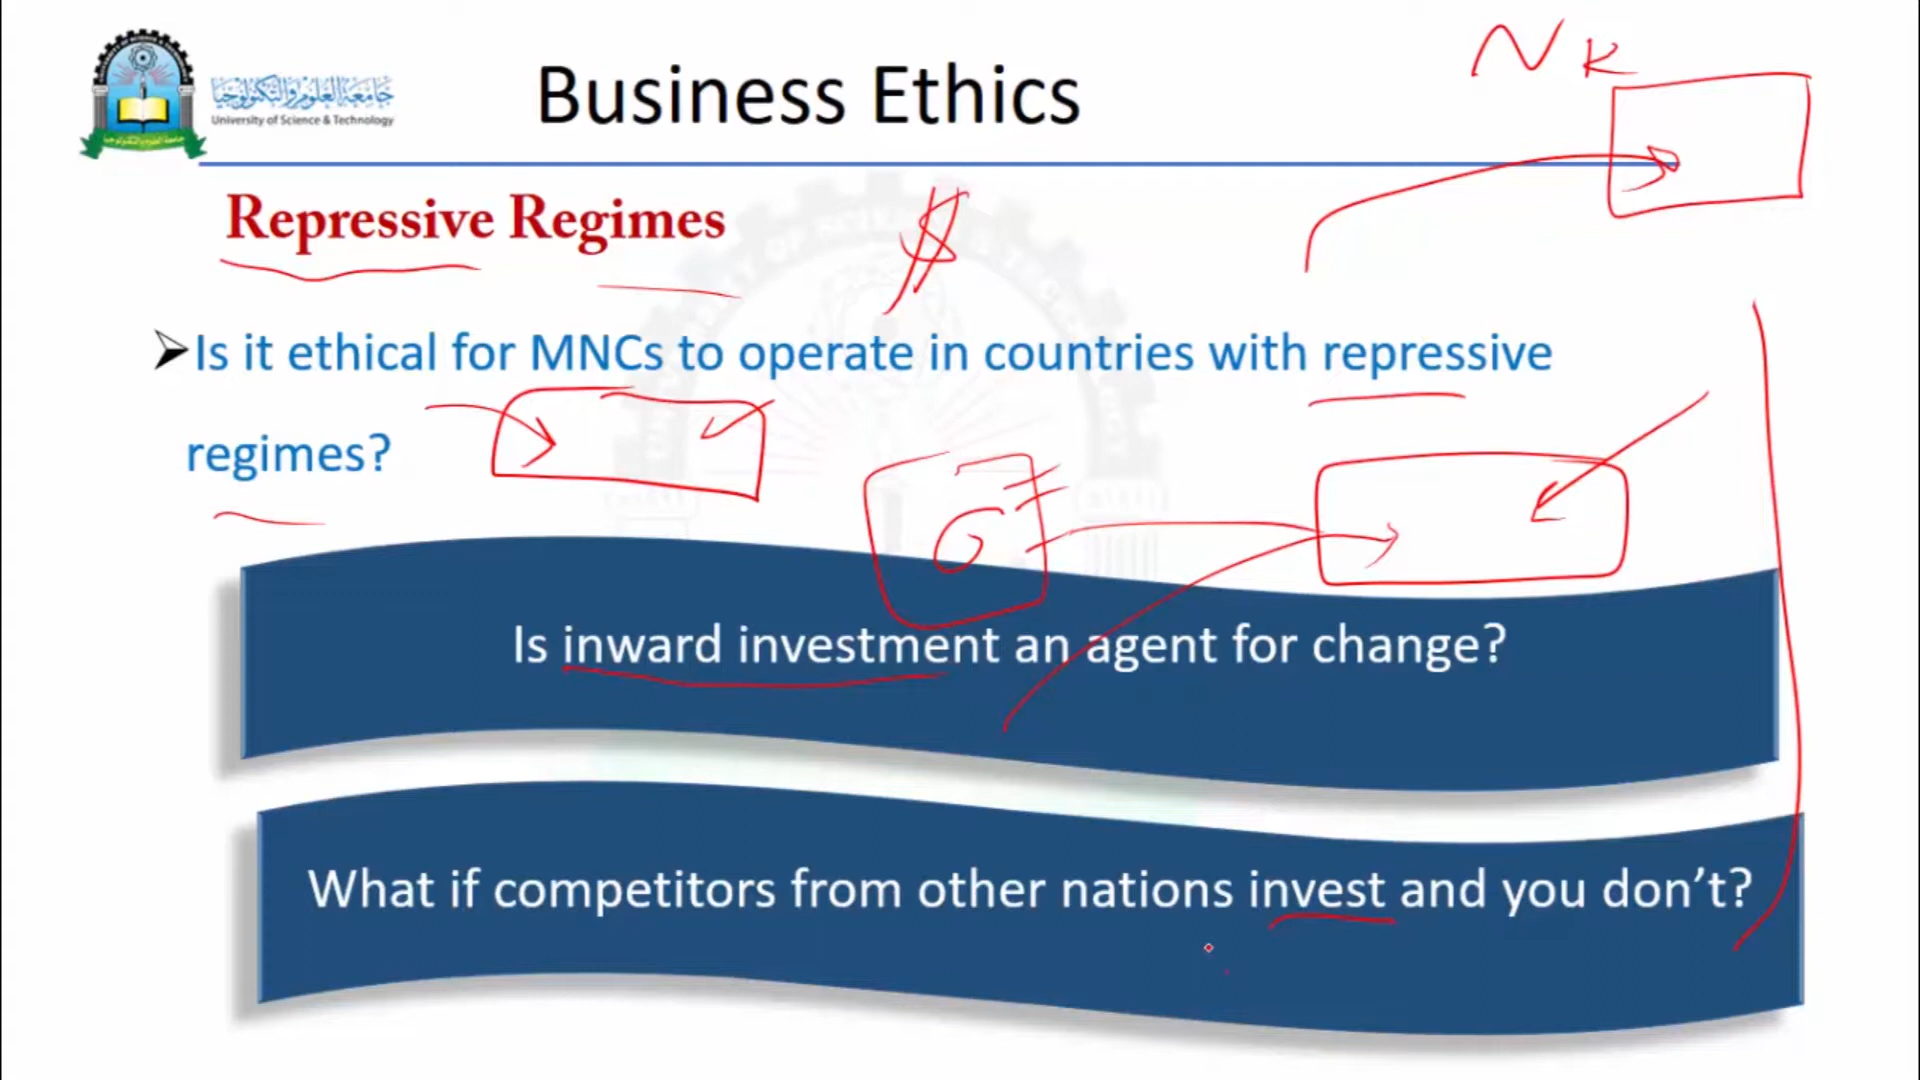 جامعة العلوم والتكنولوجيا
University of Science & Technology
Business Ethics
N K
Repressive Regimes
$
Is it ethical for MNCs to operate in countries with repressive
regimes?
Is inward investment an agent for change?
What if competitors from other nations invest and you don't?